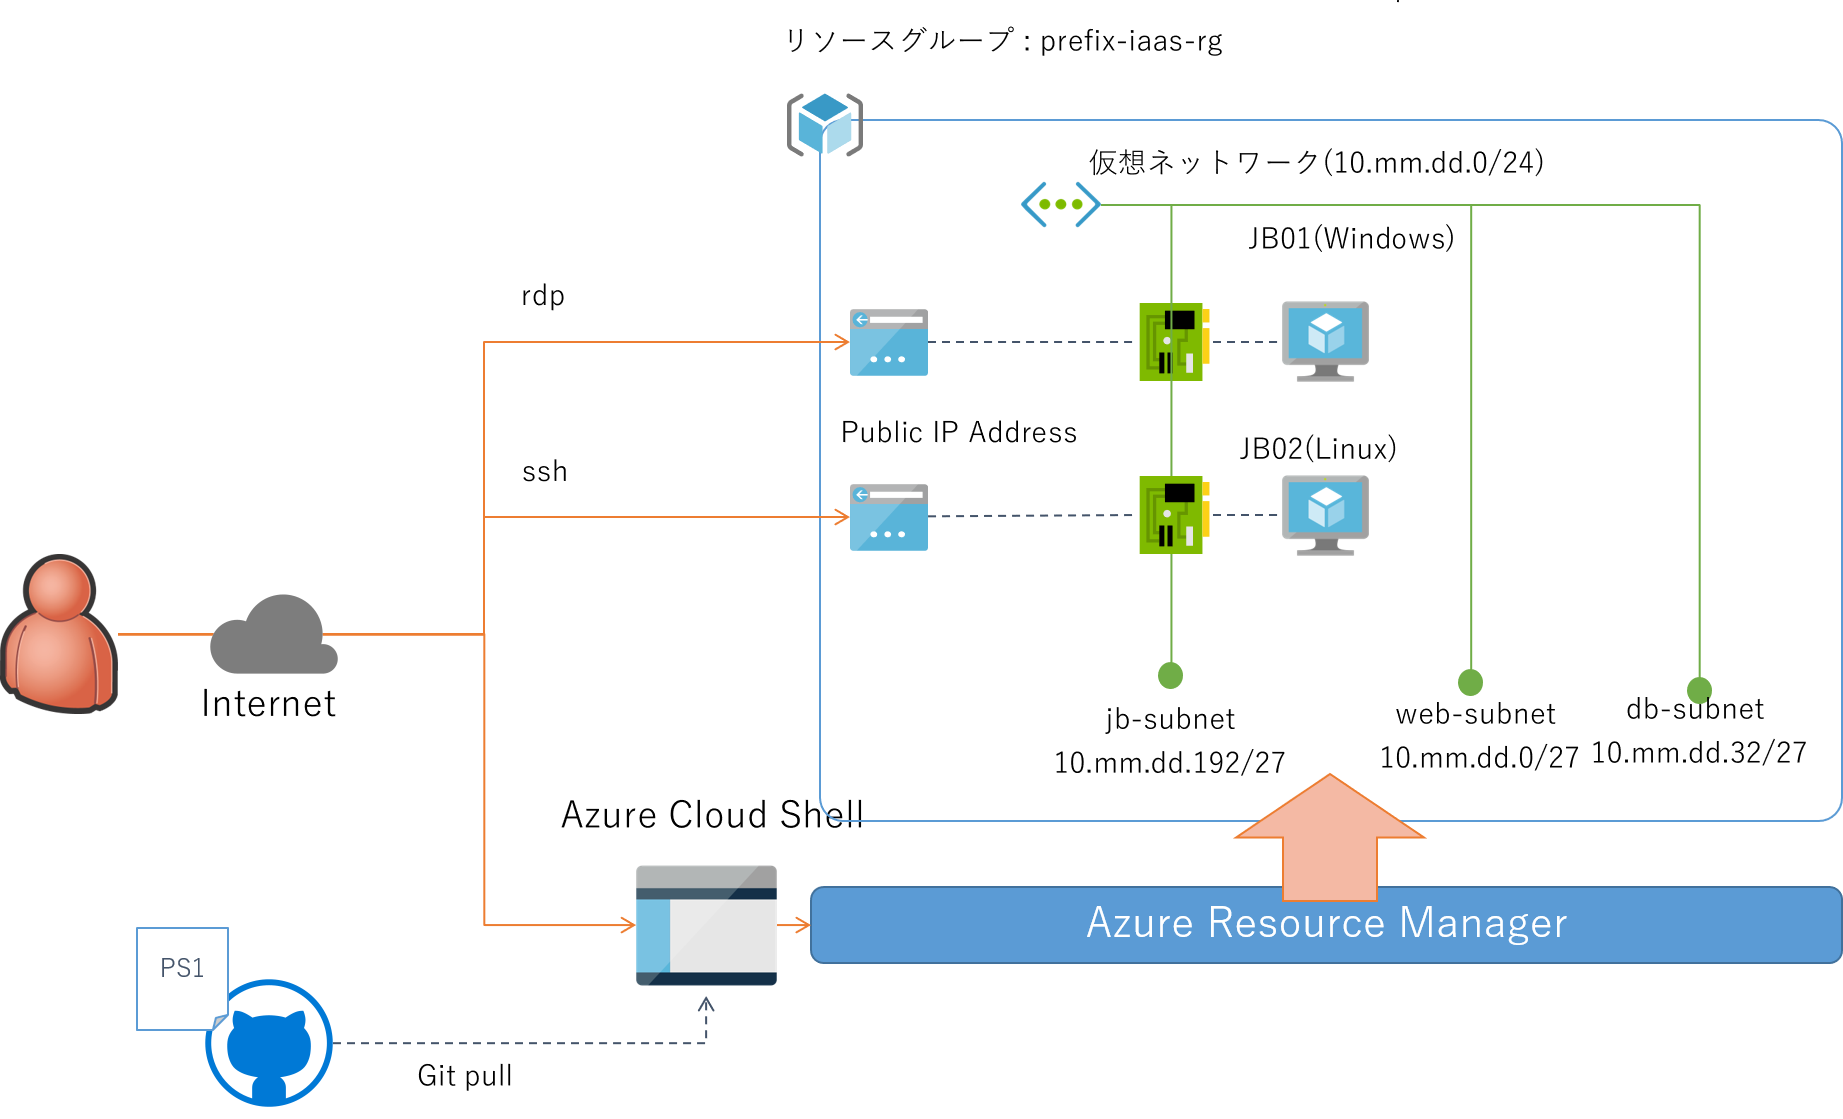 リソースグループ : prefix-iaas-rg
仮想ネットワーク(10.mm.dd.0/24)
JB01(Windows)
rdp
Public IP Address
JB02(Linux)
ssh
Internet
jb-subnet
10.mm.dd.192/27
web-subnet
10.mm.dd.0/27
db-subnet
10.mm.dd.32/27
Azure Cloud Shell
Azure Resource Manager
PS1
Git pull